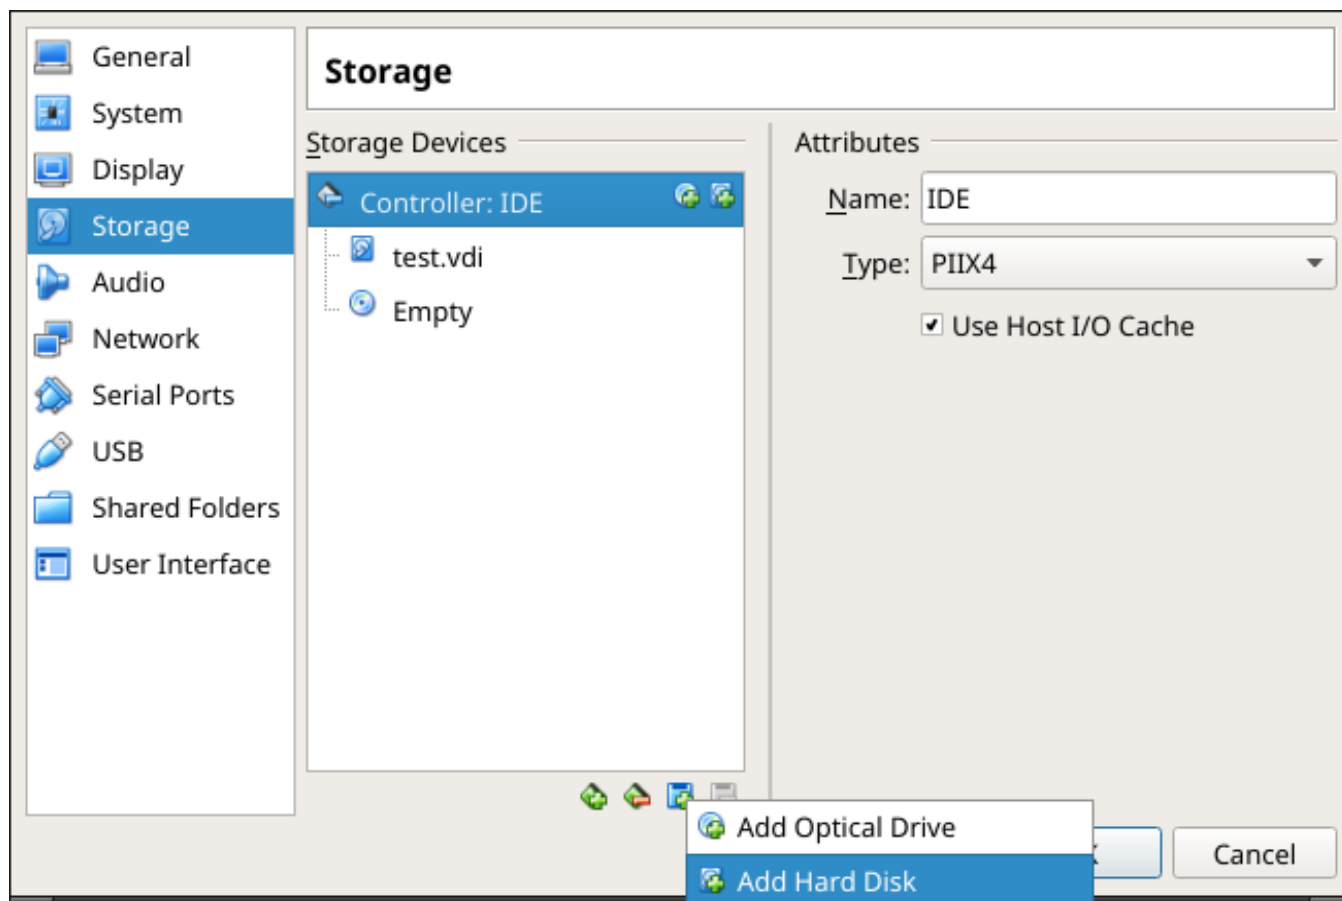 General
System
Display
Storage
Audio
Network
Serial Ports
USB
Shared Folders
User Interface
Storage
Storage Devices
Controller: IDE
test.vdi
Empty
Attributes
Name: IDE
Type: PIIX4
Use Host I/O Cache
Add Optical Drive
Add Hard Disk
Cancel